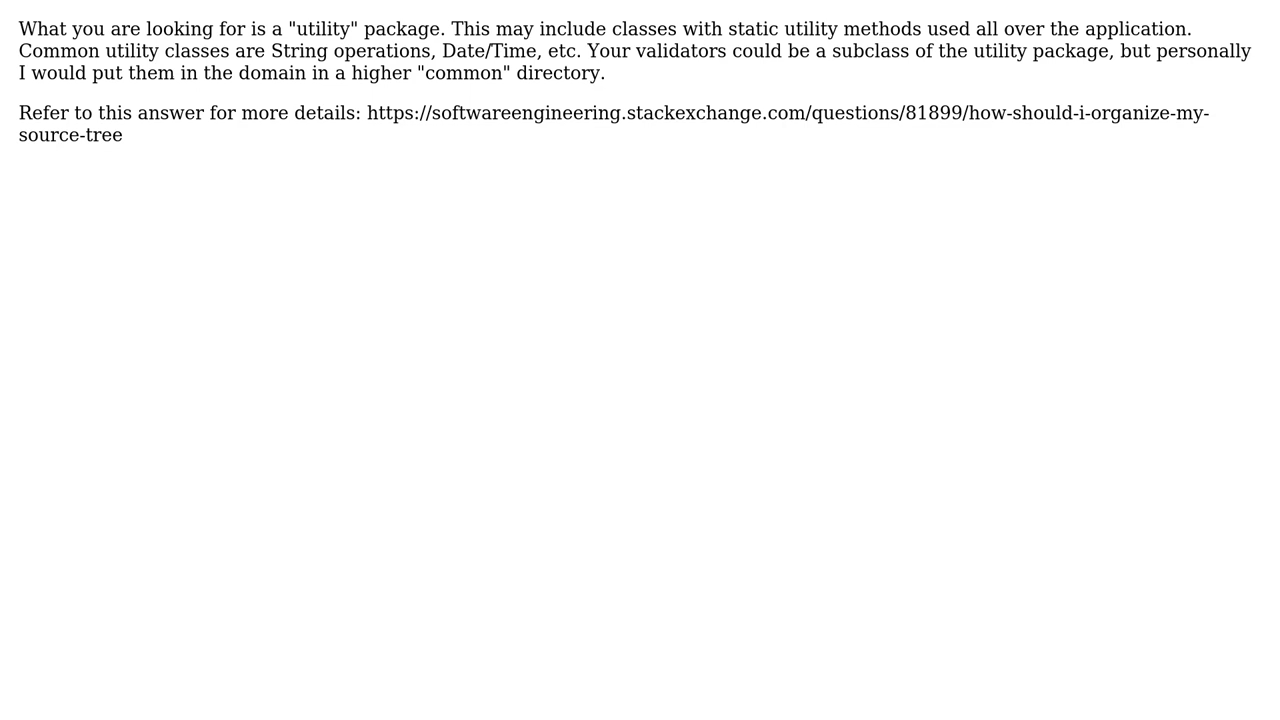 What you are looking for is a "utility" package. This may include classes with static utility methods used all over the application.
Common utility classes are String operations, Date/Time, etc. Your validators could be a subclass of the utility package, but personally
I would put them in the domain in a higher "common" directory.
Refer to this answer for more details: https://softwareengineering.stackexchange.com/questions/81899/how-should-i-organize-my-
source-tree